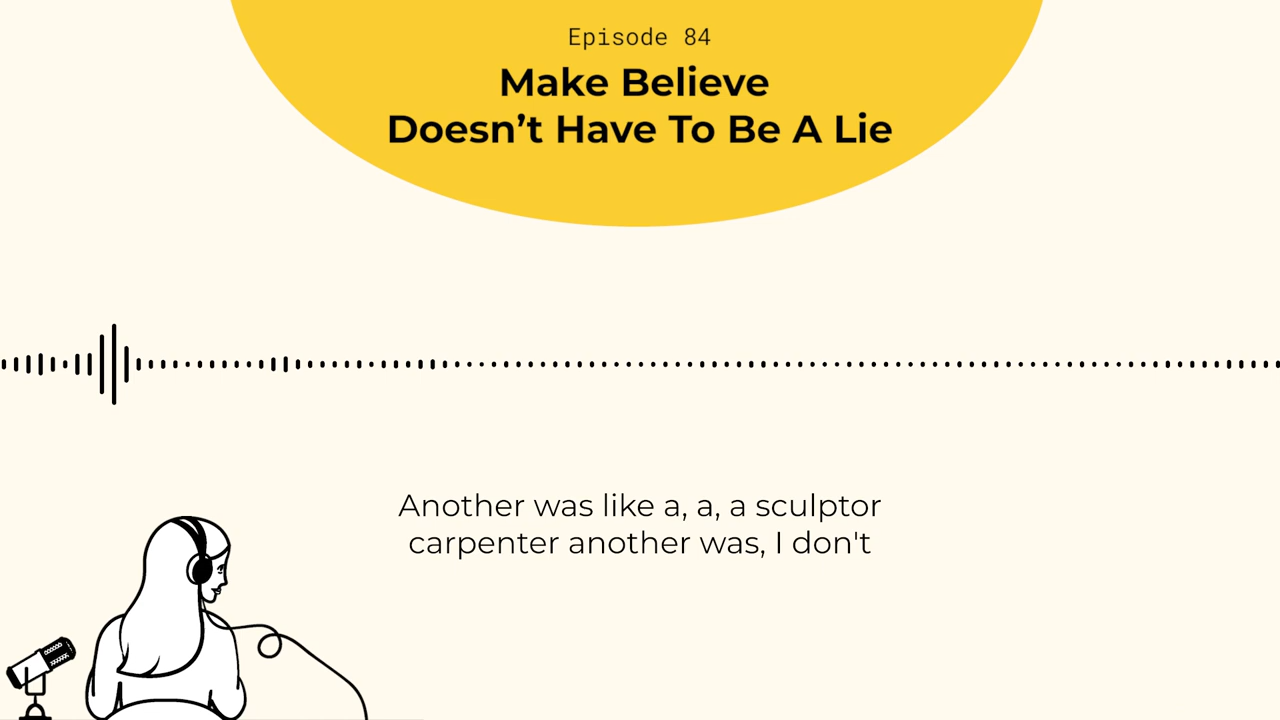 Episode 84
Make Believe
Doesn’t Have To Be A Lie
Another was like a, a, a sculptor
carpenter another was, I don't